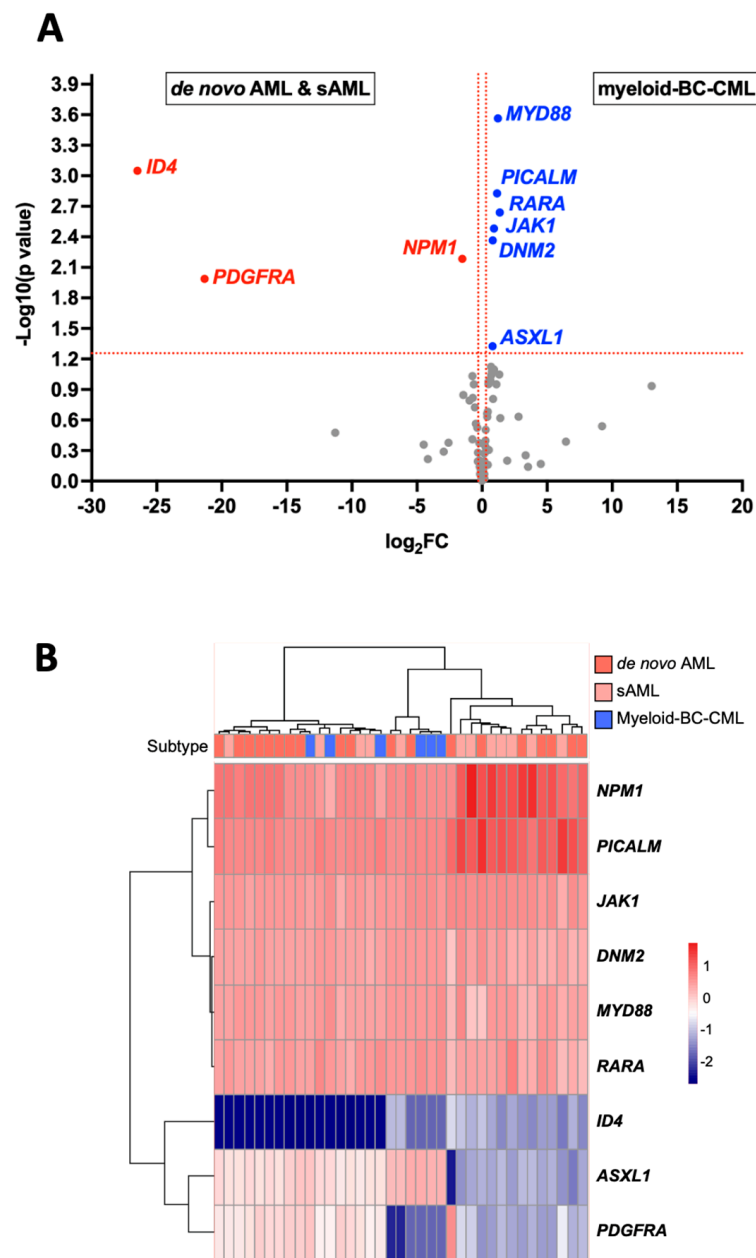 A
de novo AML & sAML
myeloid-BC-CML
-Log10(p value)
3.9
3.6
3.3
3.0
2.7
2.4
2.1
1.8
1.5
1.2
0.9
0.6
0.3
0.0
MYD88
ID4
PICALM
RARA
JAK1
NPM1
DNM2
PDGFRA
ASXL1
-30
-25
-20
-15
-10
-5
0
5
10
15
20
log2FC
B
de novo AML
sAML
Myeloid-BC-CML
Subtype
NPM1
PICALM
JAK1
DNM2
MYD88
RARA
ID4
ASXL1
PDGFRA
1
0
-1
-2